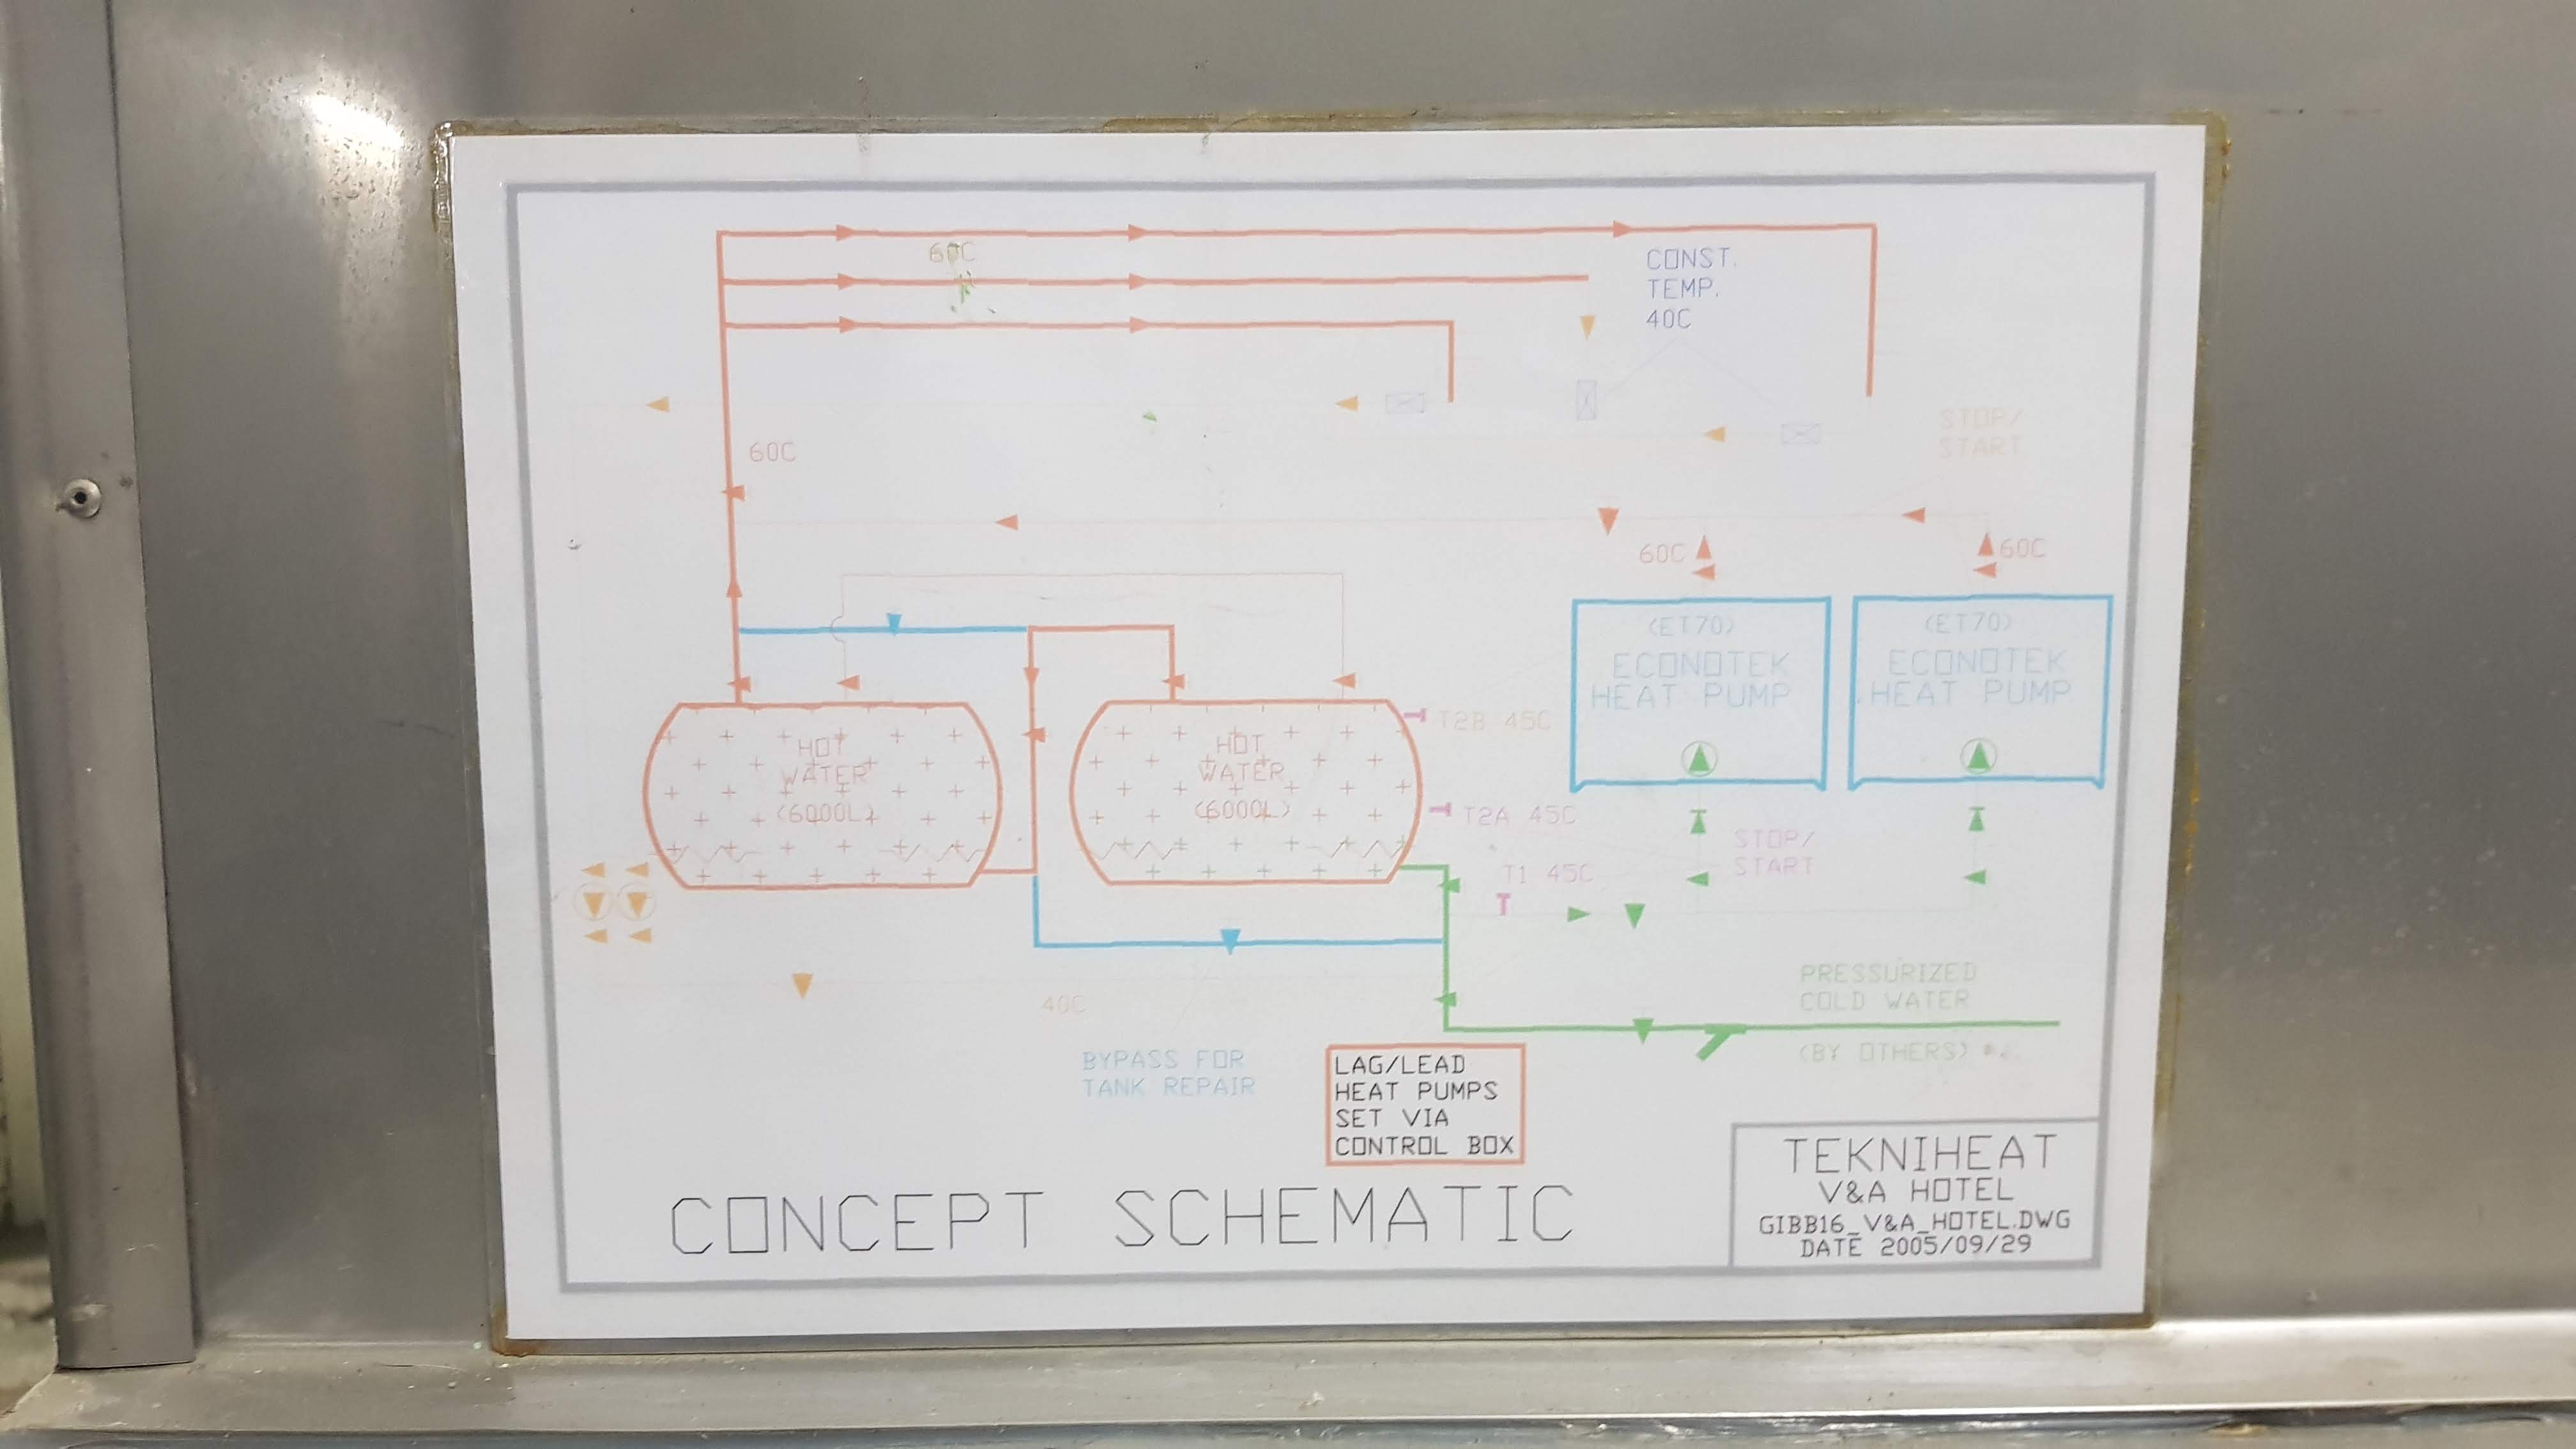 60C
CONST.
TEMP.
40C
STOP/
START
60C
60C
60C
(ET70)
ECONOTEK
HEAT PUMP
(ET70)
ECONOTEK
HEAT PUMP
HOT
WATER
(6000L)
HOT
WATER
(6000L)
T2B 45C
T2A 45C
T1 45C
STOP/
START
40C
PRESSURIZED
COLD WATER
(BY OTHERS)
BYPASS FOR
TANK REPAIR
LAG/LEAD
HEAT PUMPS
SET VIA
CONTROL BOX
CONCEPT SCHEMATIC
TEKNIHEAT
V&A HOTEL
GIBB16_V&A_HOTEL.DWG
DATE 2005/09/29